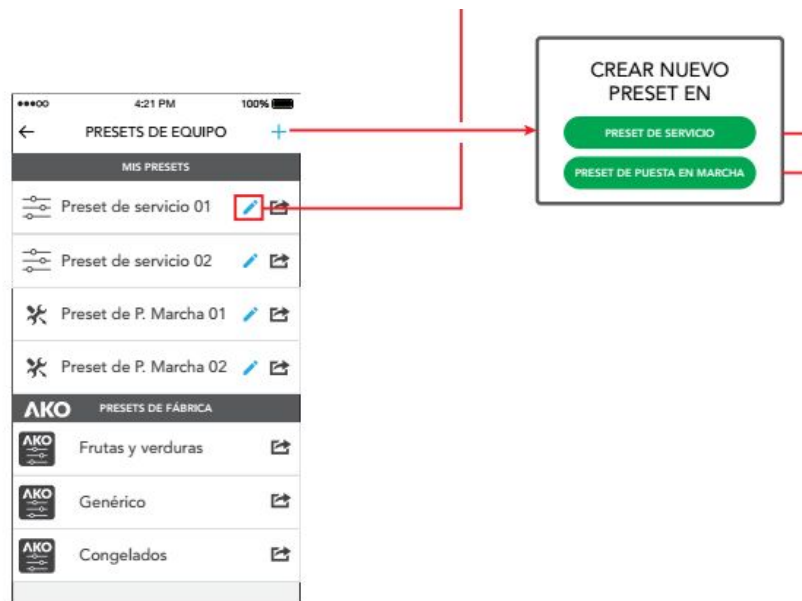 4:21 PM 100%
PRESETS DE EQUIPO
MIS PRESETS
Preset de servicio 01
Preset de servicio 02
Preset de P. Marcha 01
Preset de P. Marcha 02
AKO PRESETS DE FÁBRICA
AKO Frutas y verduras
AKO Genérico
AKO Congelados
CREAR NUEVO
PRESET EN
PRESET DE SERVICIO
PRESET DE PUESTA EN MARCHA